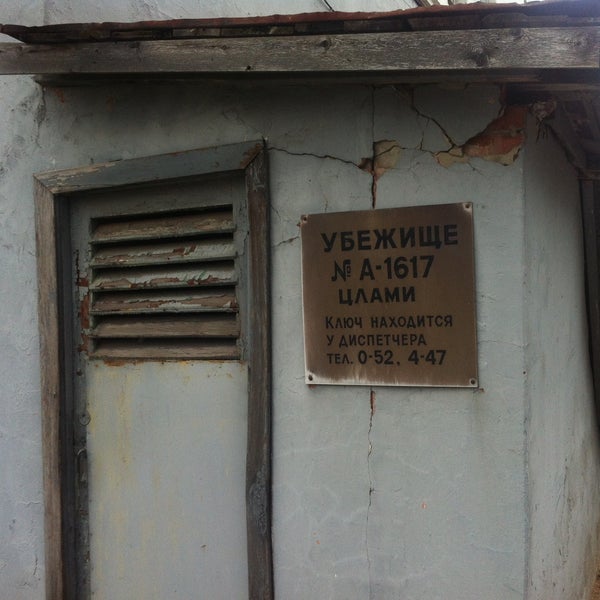 УБЕЖИЩЕ
№ А-1617
ЦЛАМИ
Ключ находится
у диспетчера
тел. 0-52, 4-47